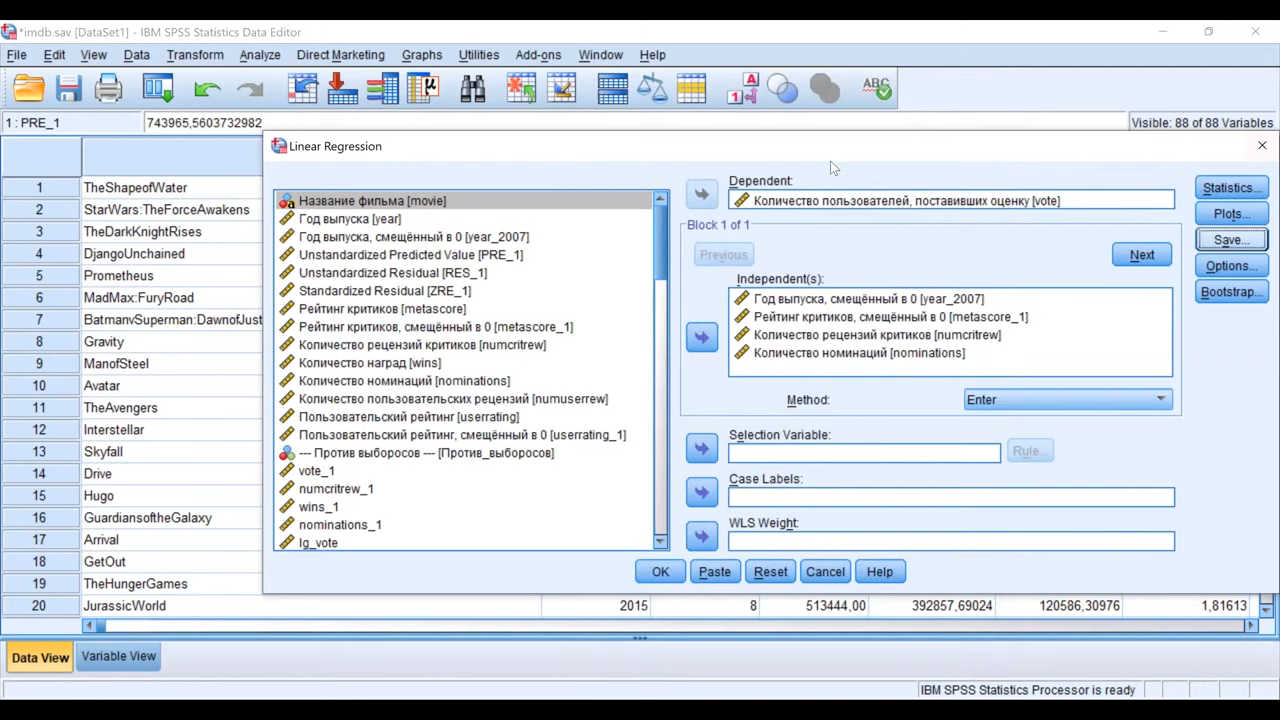 *imdb.sav [DataSet1] - IBM SPSS Statistics Data Editor
File Edit View Data Transform Analyze Direct Marketing Graphs Utilities Add-ons Window Help
1 : PRE_1 743965,5603732982 Visible: 88 of 88 Variables
Linear Regression
1 TheShapeofWater
2 StarWars:TheForceAwakens
3 TheDarkKnightRises
4 DjangoUnchained
5 Prometheus
6 MadMax:FuryRoad
7 BatmanvSuperman:DawnofJust
8 Gravity
9 ManofSteel
10 Avatar
11 TheAvengers
12 Interstellar
13 Skyfall
14 Drive
15 Hugo
16 GuardiansoftheGalaxy
17 Arrival
18 GetOut
19 TheHungerGames
20 JurassicWorld 2015 8 513444,00 392857,69024 120586,30976 1,81613
Название фильма [movie]
Год выпуска [year]
Год выпуска, смещённый в 0 [year_2007]
Unstandardized Predicted Value [PRE_1]
Unstandardized Residual [RES_1]
Standardized Residual [ZRE_1]
Рейтинг критиков [metascore]
Рейтинг критиков, смещённый в 0 [metascore_1]
Количество рецензий критиков [numcritrew]
Количество наград [wins]
Количество номинаций [nominations]
Количество пользовательских рецензий [numuserrew]
Пользовательский рейтинг [userrating]
Пользовательский рейтинг, смещённый в 0 [userrating_1]
--- Против выборосов --- [Против_выборосов]
vote_1
numcritrew_1
wins_1
nominations_1
lg_vote
Dependent:
Количество пользователей, поставивших оценку [vote]
Block 1 of 1
Previous Next
Independent(s):
Год выпуска, смещённый в 0 [year_2007]
Рейтинг критиков, смещённый в 0 [metascore_1]
Количество рецензий критиков [numcritrew]
Количество номинаций [nominations]
Method: Enter
Selection Variable:
Rule...
Case Labels:
WLS Weight:
Statistics...
Plots...
Save...
Options...
Bootstrap...
OK Paste Reset Cancel Help
Data View Variable View
IBM SPSS Statistics Processor is ready